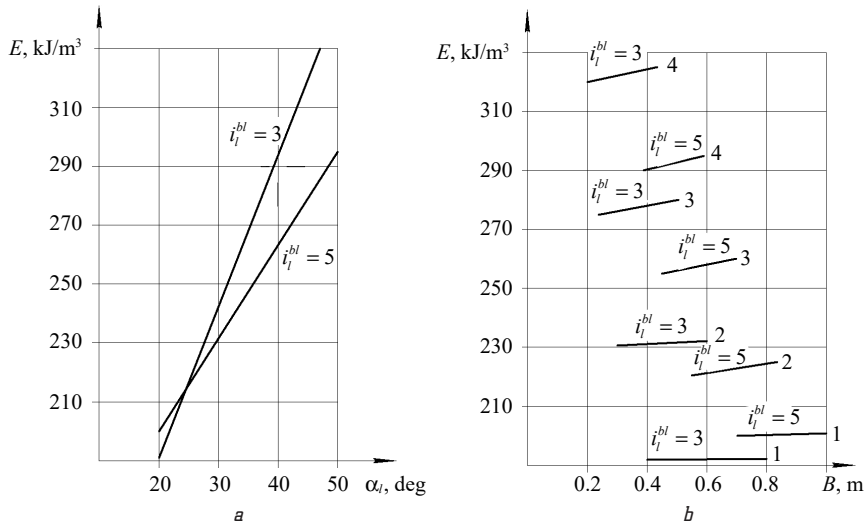 E, kJ/m³
310
290
270
250
230
210
i_l^{bl} = 3
i_l^{bl} = 5
20 30 40 50 α_l, deg
a
E, kJ/m³
310
290
270
250
230
210
i_l^{bl} = 3 4
i_l^{bl} = 5 4
i_l^{bl} = 3 3
i_l^{bl} = 5 3
i_l^{bl} = 3 2
i_l^{bl} = 5 2
i_l^{bl} = 5 1
i_l^{bl} = 3 1
0.2 0.4 0.6 0.8 B, m
b